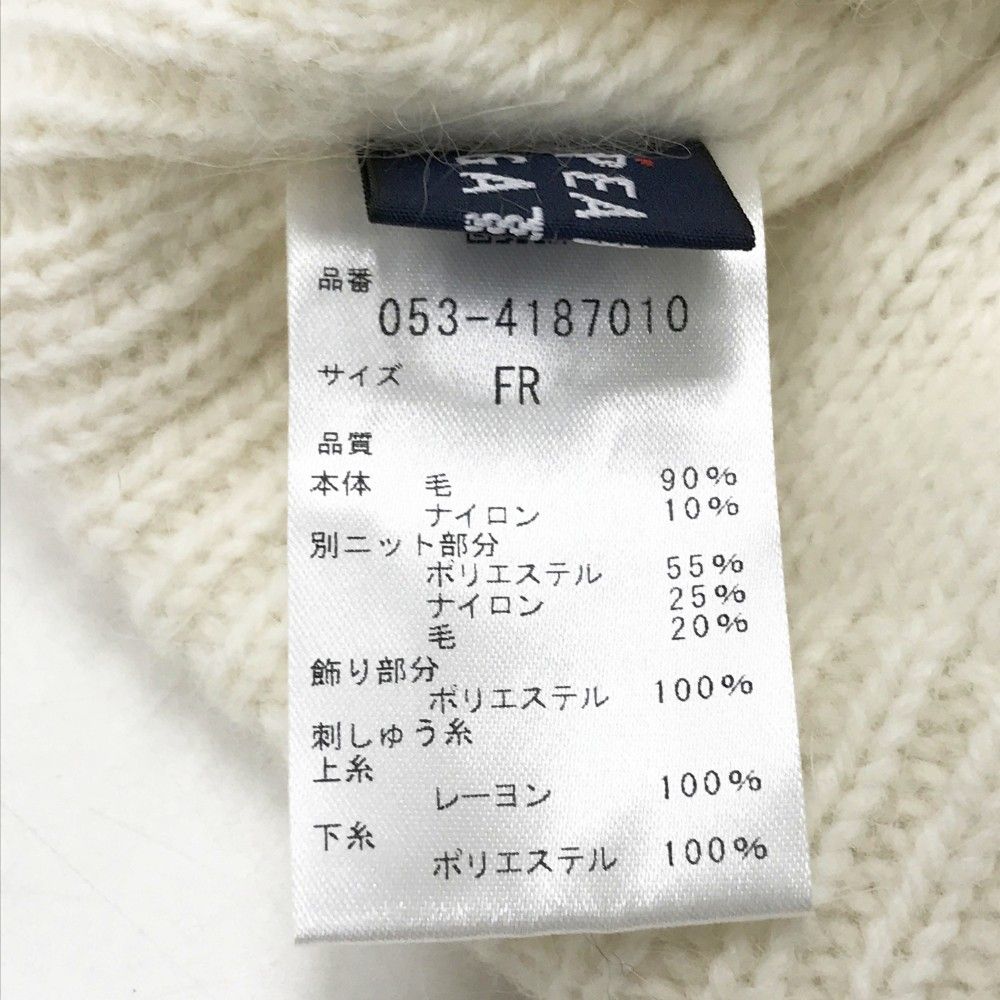 PEA
GA
品番
053-4187010
サイズ
FR
品質
本体 毛 90%
ナイロン 10%
別ニット部分
ポリエステル 55%
ナイロン 25%
毛 20%
飾り部分
ポリエステル 100%
刺しゅう糸
上糸
レーヨン 100%
下糸
ポリエステル 100%